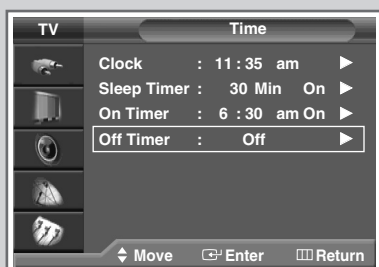 TV Time
Clock : 11 : 35 am ►
Sleep Timer : 30 Min On ►
On Timer : 6 : 30 am On ►
Off Timer : Off ►
Move Enter Return